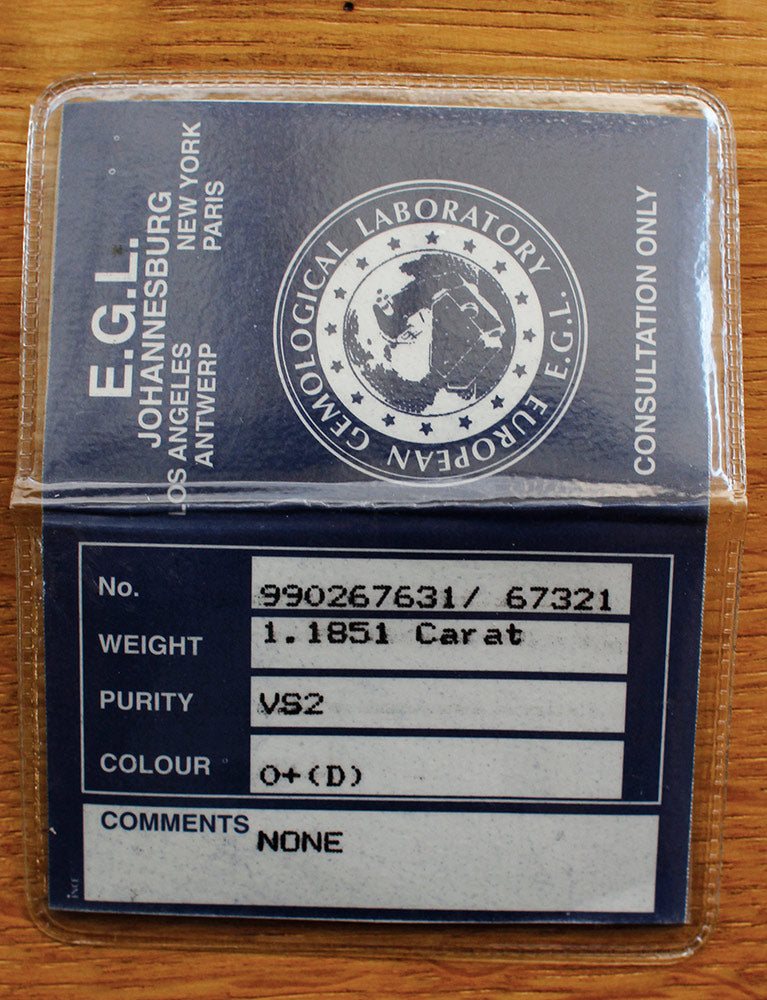 E.G.L.
JOHANNESBURG
LOS ANGELES NEW YORK
ANTWERP PARIS
EUROPEAN GEMOLOGICAL LABORATORY E.G.L.
CONSULTATION ONLY
No. 990267631/ 67321
WEIGHT 1.1851 Carat
PURITY VS2
COLOUR O+(D)
COMMENTS NONE